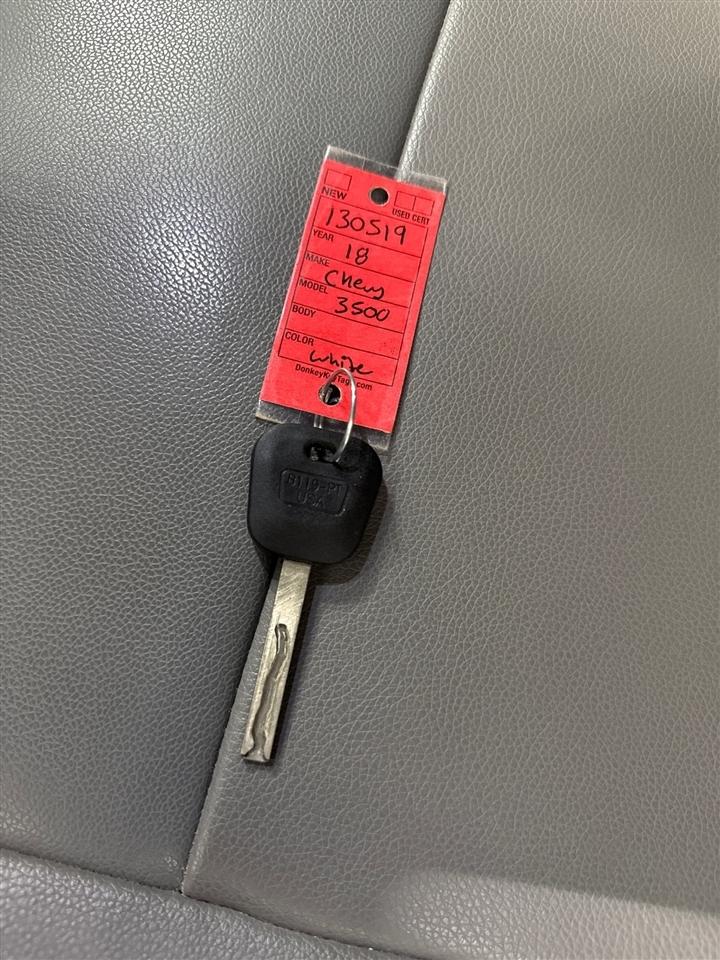 NEW
USED CERT
130519
YEAR 18
MAKE Chevy
MODEL 3500
BODY
COLOR white
DonkeyKeyTags.com
B119-PT
USA